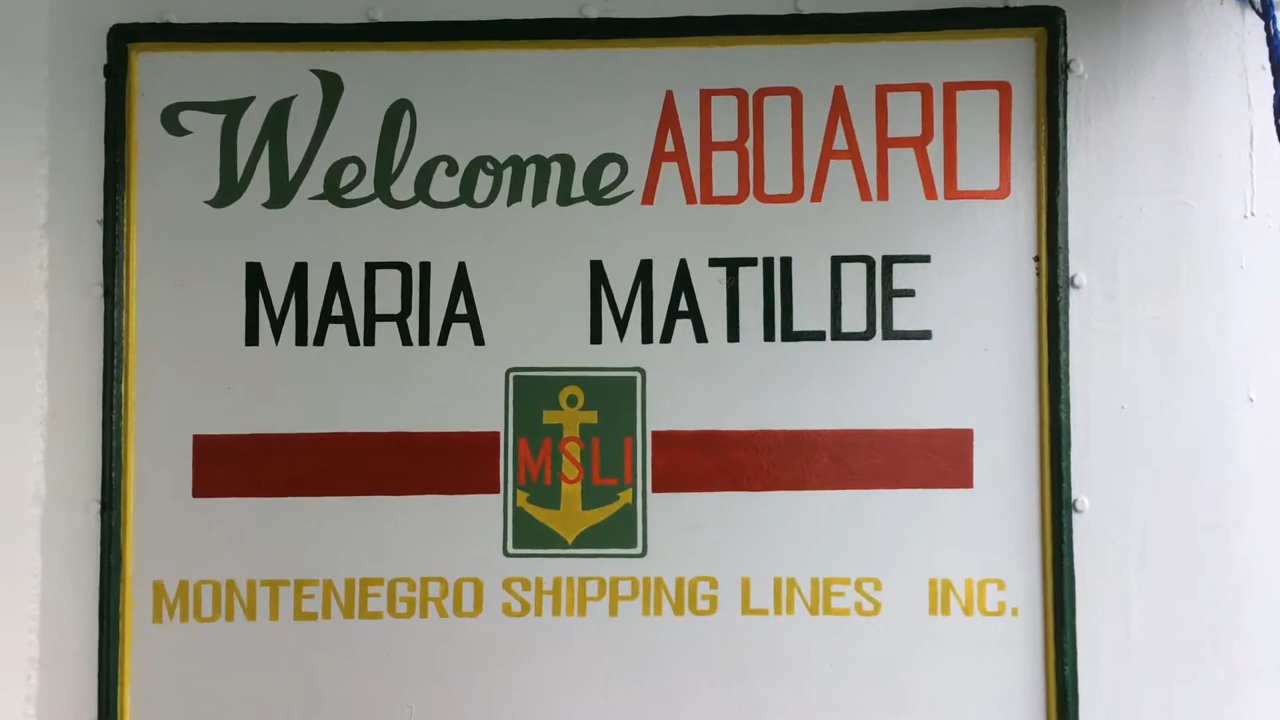 Welcome ABOARD
MARIA MATILDE
MSLI
MONTENEGRO SHIPPING LINES INC.